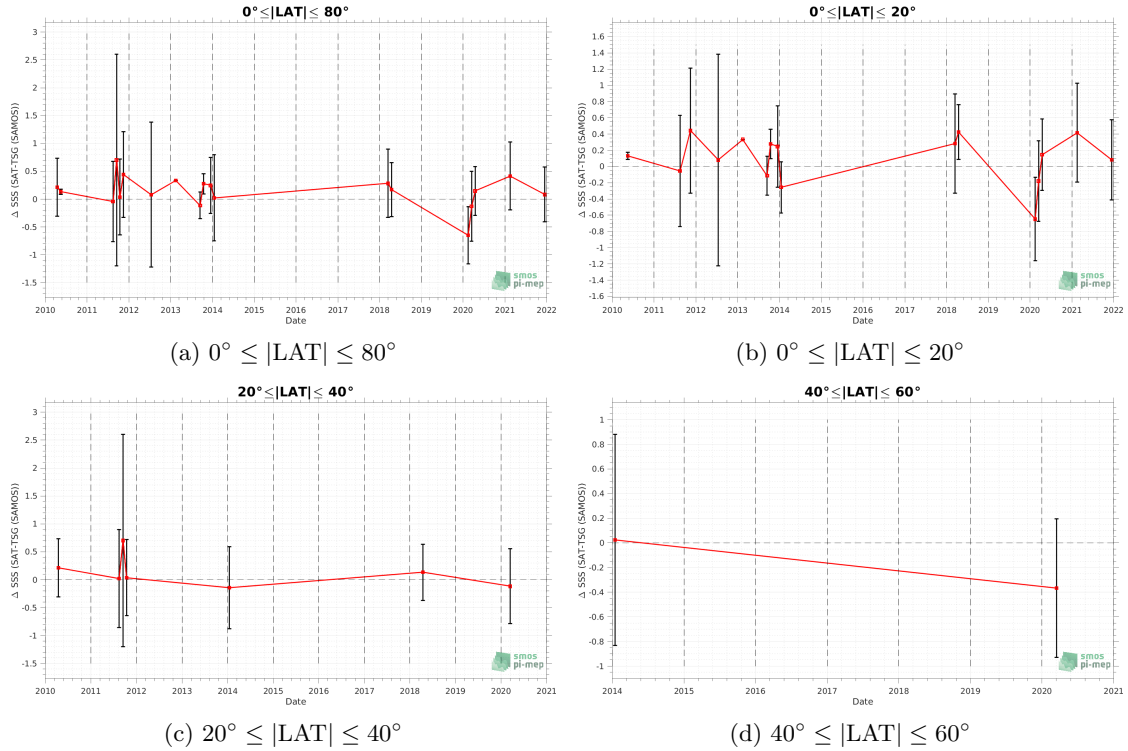 0°≤|LAT|≤ 80°
Δ SSS (SAT-TSG (SAMOS))
3
2.5
2
1.5
1
0.5
0
-0.5
-1
-1.5
2010 2011 2012 2013 2014 2015 2016 2017 2018 2019 2020 2021 2022
Date
smos
pi-mep
(a) 0° ≤ |LAT| ≤ 80°
0°≤|LAT|≤ 20°
Δ SSS (SAT-TSG (SAMOS))
1.6
1.4
1.2
1
0.8
0.6
0.4
0.2
0
-0.2
-0.4
-0.6
-0.8
-1
-1.2
-1.4
-1.6
2010 2011 2012 2013 2014 2015 2016 2017 2018 2019 2020 2021 2022
Date
smos
pi-mep
(b) 0° ≤ |LAT| ≤ 20°
20°≤|LAT|≤ 40°
Δ SSS (SAT-TSG (SAMOS))
3
2.5
2
1.5
1
0.5
0
-0.5
-1
-1.5
2010 2011 2012 2013 2014 2015 2016 2017 2018 2019 2020 2021
Date
smos
pi-mep
(c) 20° ≤ |LAT| ≤ 40°
40°≤|LAT|≤ 60°
Δ SSS (SAT-TSG (SAMOS))
1
0.8
0.6
0.4
0.2
0
-0.2
-0.4
-0.6
-0.8
-1
2014 2015 2016 2017 2018 2019 2020 2021
Date
smos
pi-mep
(d) 40° ≤ |LAT| ≤ 60°